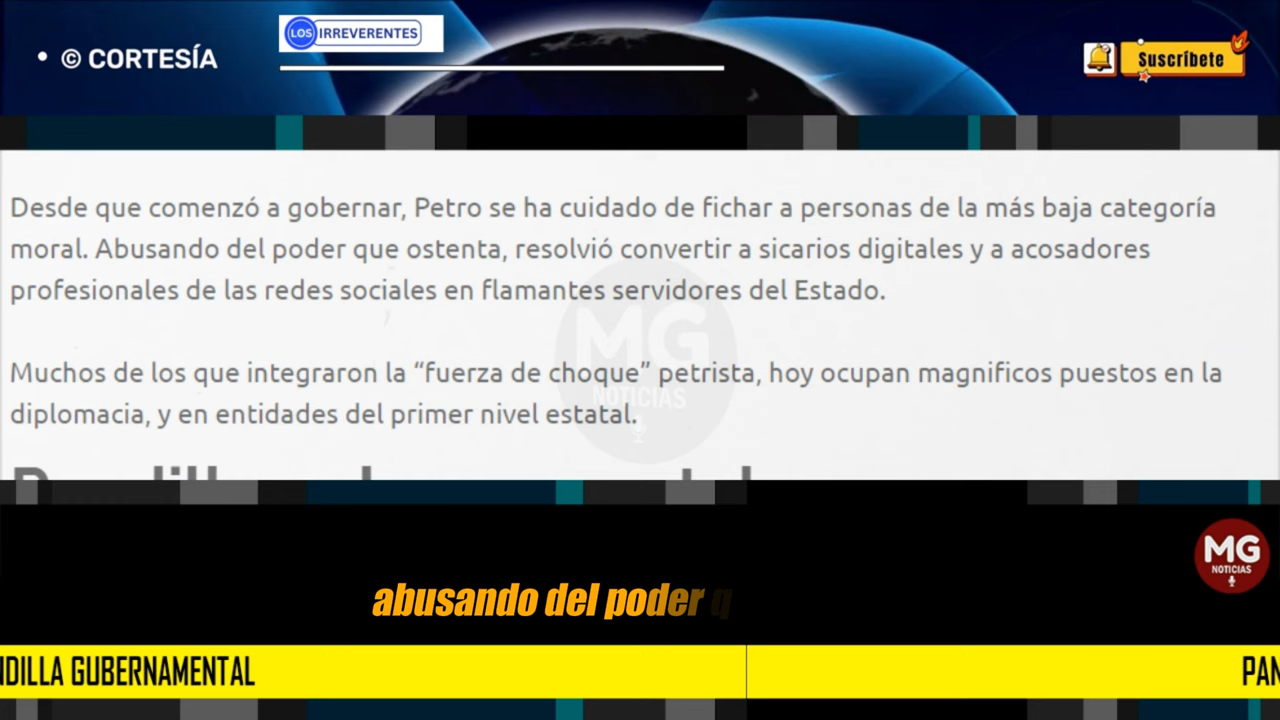 • © CORTESÍA
LOS IRREVERENTES
Suscríbete
Desde que comenzó a gobernar, Petro se ha cuidado de fichar a personas de la más baja categoría
moral. Abusando del poder que ostenta, resolvió convertir a sicarios digitales y a acosadores
profesionales de las redes sociales en flamantes servidores del Estado.
Muchos de los que integraron la “fuerza de choque” petrista, hoy ocupan magnificos puestos en la
diplomacia, y en entidades del primer nivel estatal.
MG
NOTICIAS
MG
NOTICIAS
abusando del poder q
NDILLA GUBERNAMENTAL
PAN